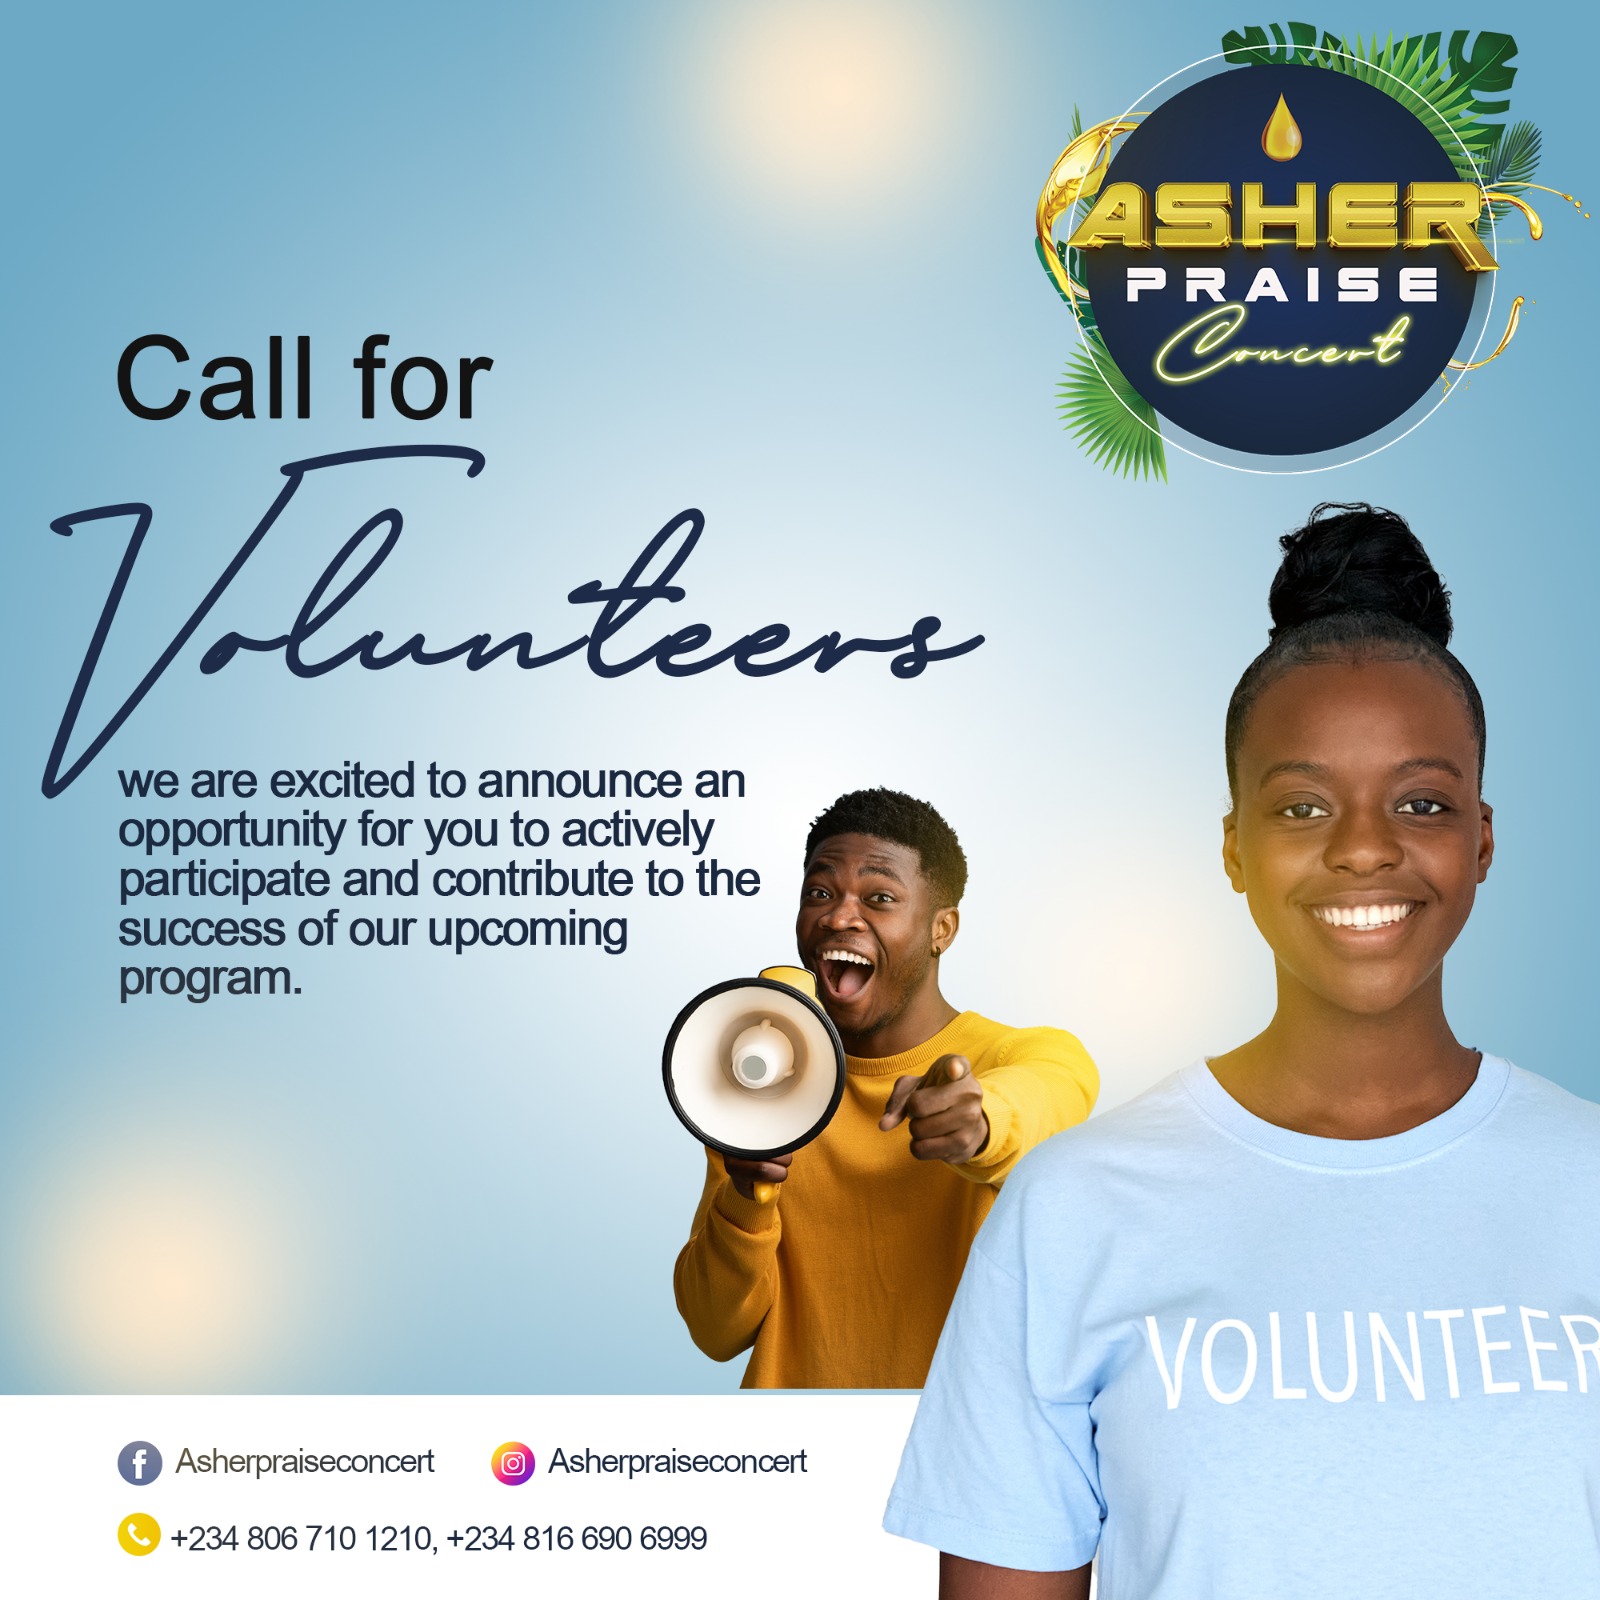 ASHER
PRAISE
Concert
Call for
Volunteers
we are excited to announce an
opportunity for you to actively
participate and contribute to the
success of our upcoming
program.
VOLUNTEER
Asherpraiseconcert
Asherpraiseconcert
+234 806 710 1210, +234 816 690 6999